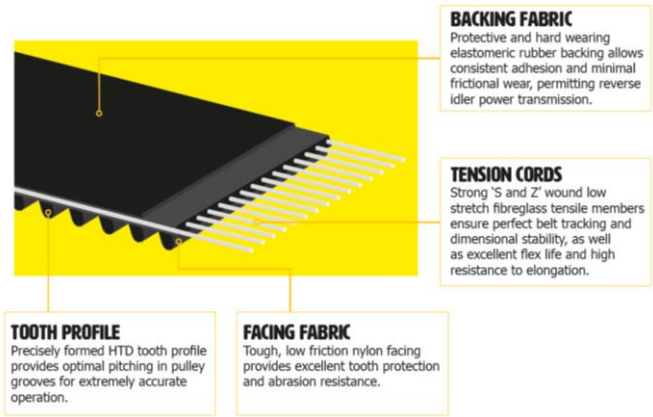 BACKING FABRIC
Protective and hard wearing
elastomeric rubber backing allows
consistent adhesion and minimal
frictional wear, permitting reverse
idler power transmission.
TENSION CORDS
Strong 'S and Z' wound low
stretch fibreglass tensile members
ensure perfect belt tracking and
dimensional stability, as well
as excellent flex life and high
resistance to elongation.
TOOTH PROFILE
Precisely formed HTD tooth profile
provides optimal pitching in pulley
grooves for extremely accurate
operation.
FACING FABRIC
Tough, low friction nylon facing
provides excellent tooth protection
and abrasion resistance.